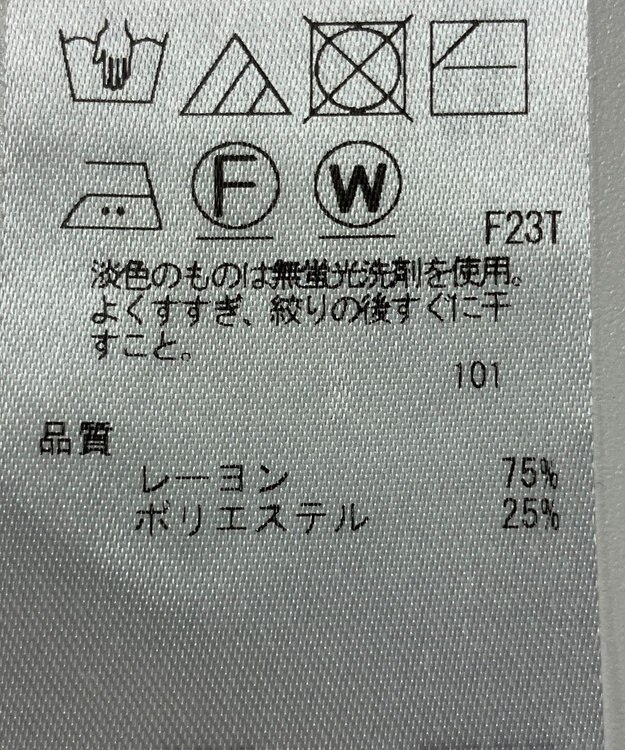 F
W
F23T
淡色のものは無蛍光洗剤を使用。
よくすすぎ、絞りの後すぐに干
すこと。
101
品質
レーヨン 75%
ポリエステル 25%